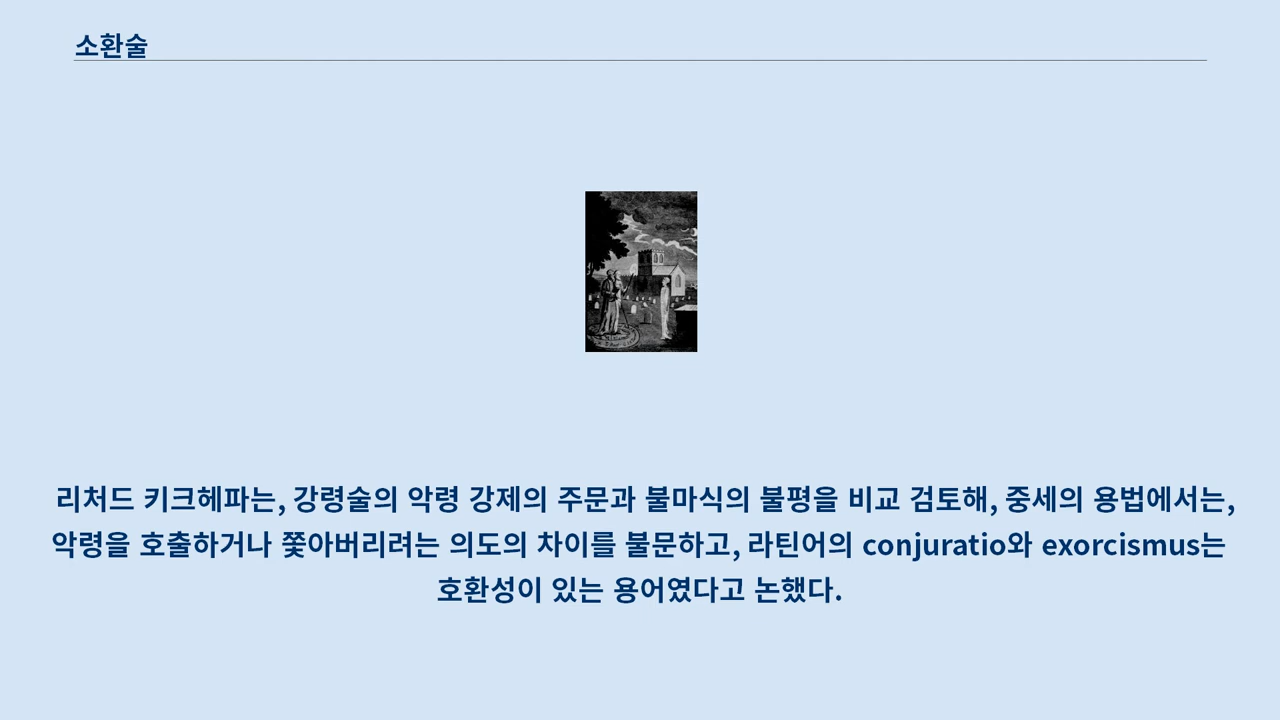 소환술
리처드 키크헤파는, 강령술의 악령 강제의 주문과 불마식의 불평을 비교 검토해, 중세의 용법에서는,
악령을 호출하거나 쫓아버리려는 의도의 차이를 불문하고, 라틴어의 conjuratio와 exorcismus는
호환성이 있는 용어였다고 논했다.